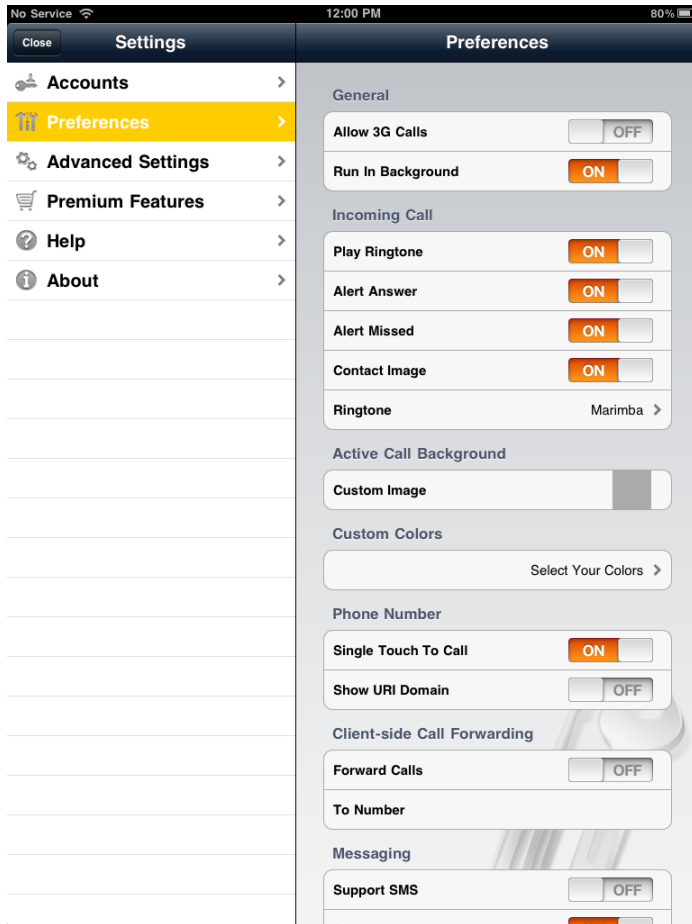 No Service 12:00 PM 80%
Close Settings Preferences
Accounts
Preferences
Advanced Settings
Premium Features
Help
About
General
Allow 3G Calls OFF
Run In Background ON
Incoming Call
Play Ringtone ON
Alert Answer ON
Alert Missed ON
Contact Image ON
Ringtone Marimba
Active Call Background
Custom Image
Custom Colors
Select Your Colors
Phone Number
Single Touch To Call ON
Show URI Domain OFF
Client-side Call Forwarding
Forward Calls OFF
To Number
Messaging
Support SMS OFF